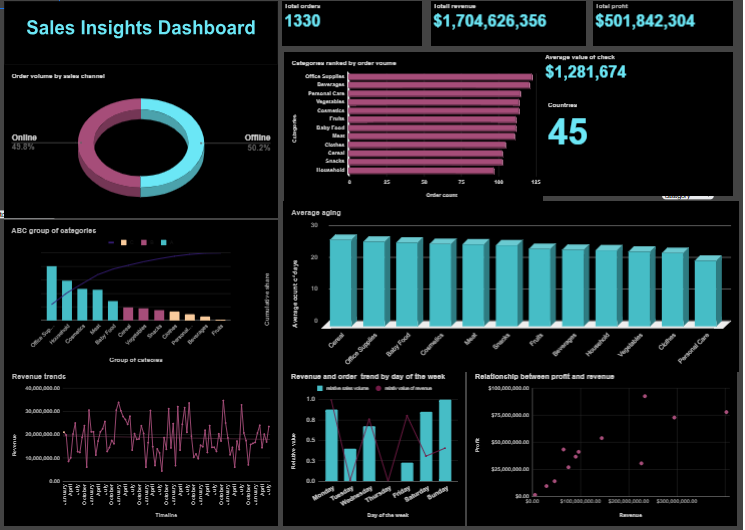 Sales Insights Dashboard
Total orders
1330
Totall revenue
$1,704,626,356
Total profit
$501,842,304
Order volume by sales channel
Online
49.8%
Offline
50.2%
Categories ranked by order voume
Categories
Office Supplies
Beverages
Personal Care
Vegetables
Cosmetics
Fruits
Baby Food
Meat
Clothes
Cereal
Snacks
Household
0
25
50
75
100
125
Order count
Average value of check
$1,281,674
Countries
45
ABC group of categories
Cumulative share
Office Sup...
Household
Cosmetics
Meat
Baby Food
Cereal
Vegetables
Snacks
Clothes
Personal...
Beverages
Fruits
Average aging
Average acount of days
30
20
10
0
Cereal
Office Supplies
Baby Food
Cosmetics
Meat
Snacks
Fruits
Beverages
Household
Vegetables
Clothes
Personal Care
Revenue trends
Revenue
40,000,000.00
30,000,000.00
20,000,000.00
10,000,000.00
0.00
Timeline
Revenue and order trend by day of the week
relative sales volume
relativ value of revenue
Relative value
1.0
0.8
0.5
0.3
0.0
Monday
Tuesday
Wednesday
Thursday
Friday
Saturday
Sunday
Day of the week
Relationship between profit and revenue
Profit
$100,000,000.00
$75,000,000.00
$50,000,000.00
$25,000,000.00
$0.00
$0.00
$100,000,000.00
$200,000,000.00
$300,000,000.00
Revenue